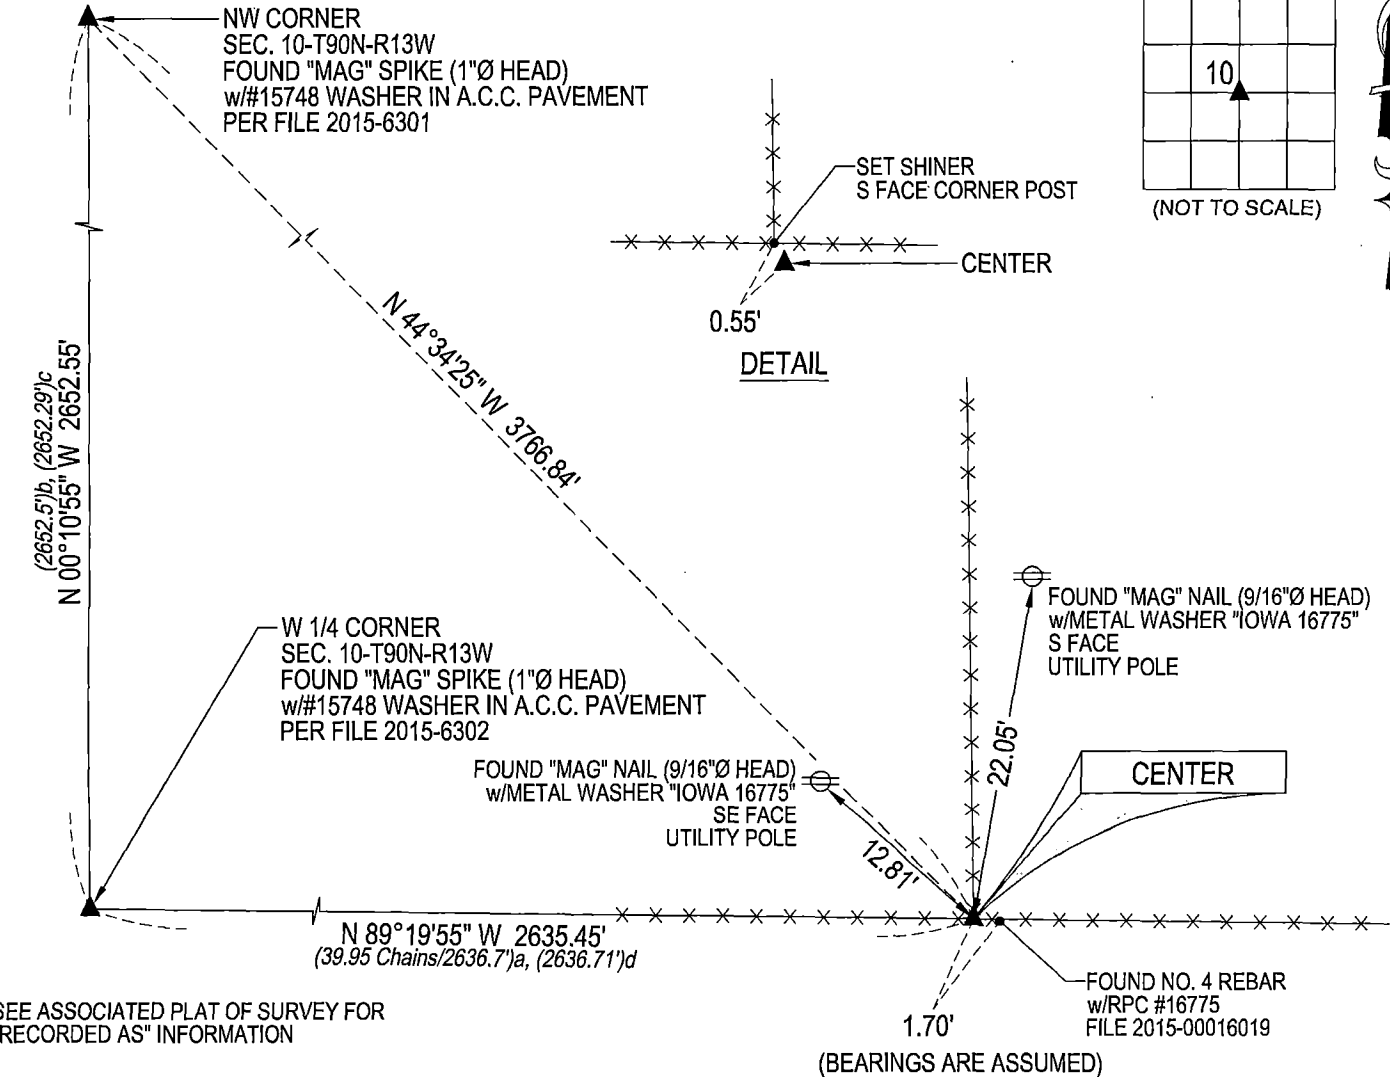 NW CORNER
SEC. 10-T90N-R13W
FOUND "MAG" SPIKE (1"Ø HEAD)
w/#15748 WASHER IN A.C.C. PAVEMENT
PER FILE 2015-6301
10
(NOT TO SCALE)
SET SHINER
S FACE CORNER POST
CENTER
0.55'
DETAIL
N 44°34'25" W 3766.84'
(2652.5')b, (2652.29')c
N 00°10'55" W 2652.55'
W 1/4 CORNER
SEC. 10-T90N-R13W
FOUND "MAG" SPIKE (1"Ø HEAD)
w/#15748 WASHER IN A.C.C. PAVEMENT
PER FILE 2015-6302
FOUND "MAG" NAIL (9/16"Ø HEAD)
w/METAL WASHER "IOWA 16775"
S FACE
UTILITY POLE
22.05'
CENTER
FOUND "MAG" NAIL (9/16"Ø HEAD)
w/METAL WASHER "IOWA 16775"
SE FACE
UTILITY POLE
12.81'
N 89°19'55" W 2635.45'
(39.95 Chains/2636.7')a, (2636.71')d
FOUND NO. 4 REBAR
w/RPC #16775
FILE 2015-00016019
1.70'
SEE ASSOCIATED PLAT OF SURVEY FOR
RECORDED AS" INFORMATION
(BEARINGS ARE ASSUMED)